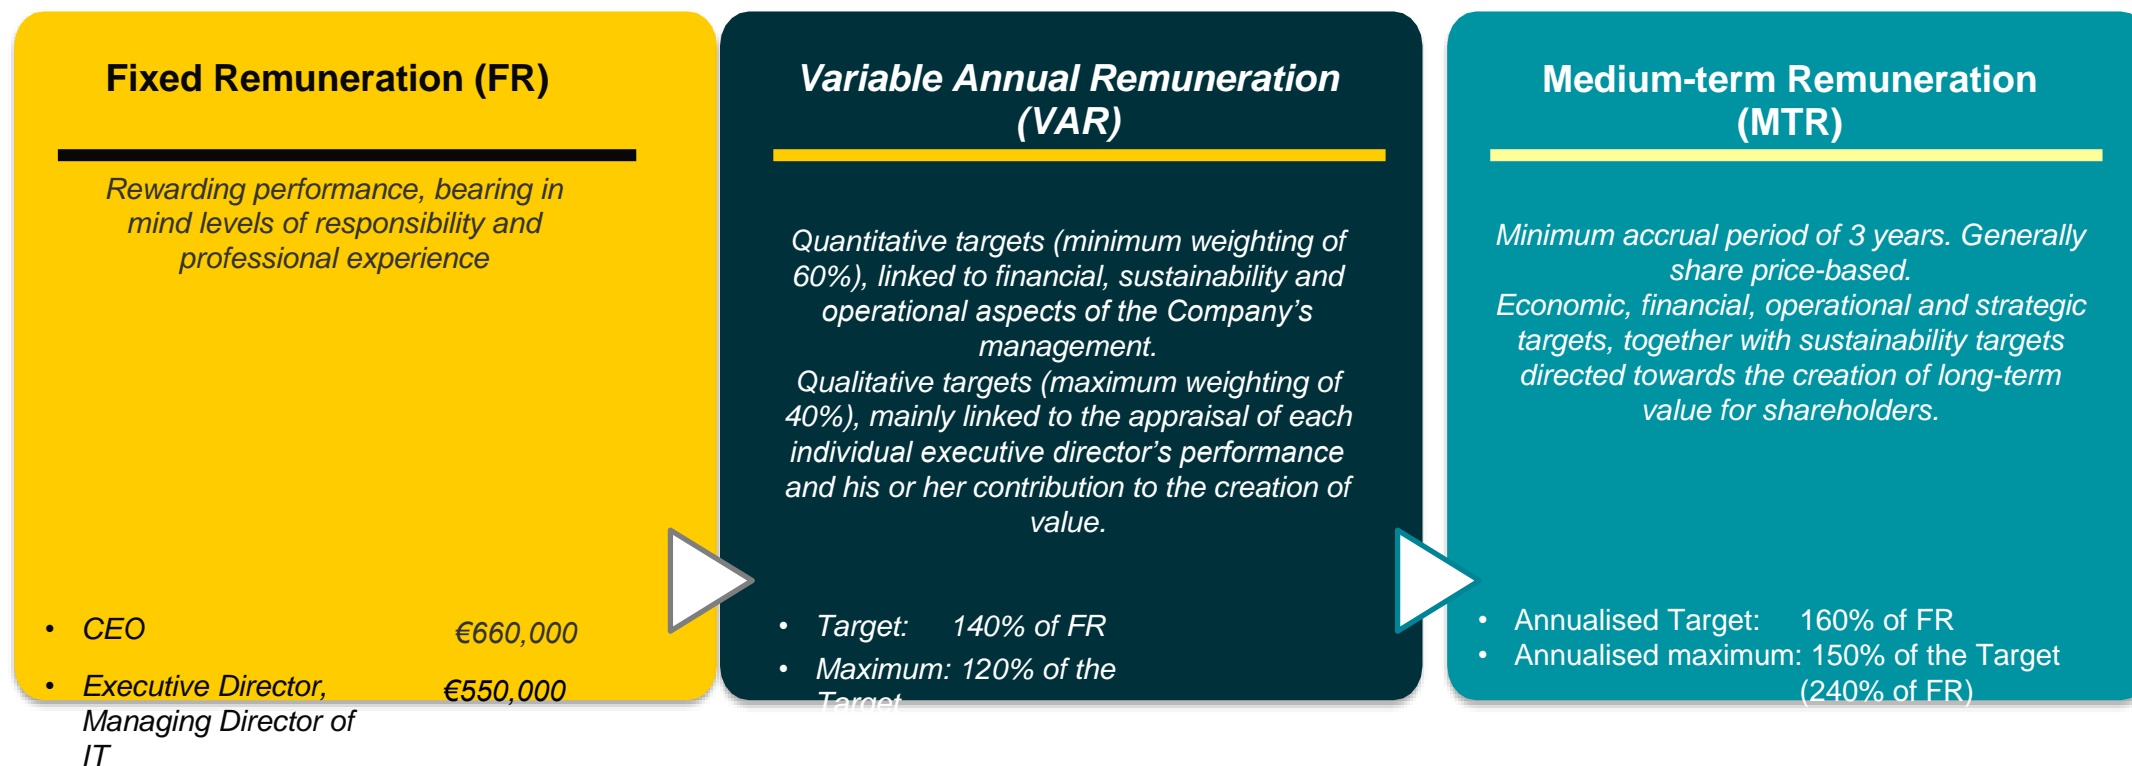 Fixed Remuneration (FR)
Rewarding performance, bearing in
mind levels of responsibility and
professional experience
• CEO €660,000
• Executive Director, €550,000
Managing Director of
IT
Variable Annual Remuneration
(VAR)
Quantitative targets (minimum weighting of
60%), linked to financial, sustainability and
operational aspects of the Company’s
management.
Qualitative targets (maximum weighting of
40%), mainly linked to the appraisal of each
individual executive director’s performance
and his or her contribution to the creation of
value.
• Target: 140% of FR
• Maximum: 120% of the
Target
Medium-term Remuneration
(MTR)
Minimum accrual period of 3 years. Generally
share price-based.
Economic, financial, operational and strategic
targets, together with sustainability targets
directed towards the creation of long-term
value for shareholders.
• Annualised Target: 160% of FR
• Annualised maximum: 150% of the Target
(240% of FR)